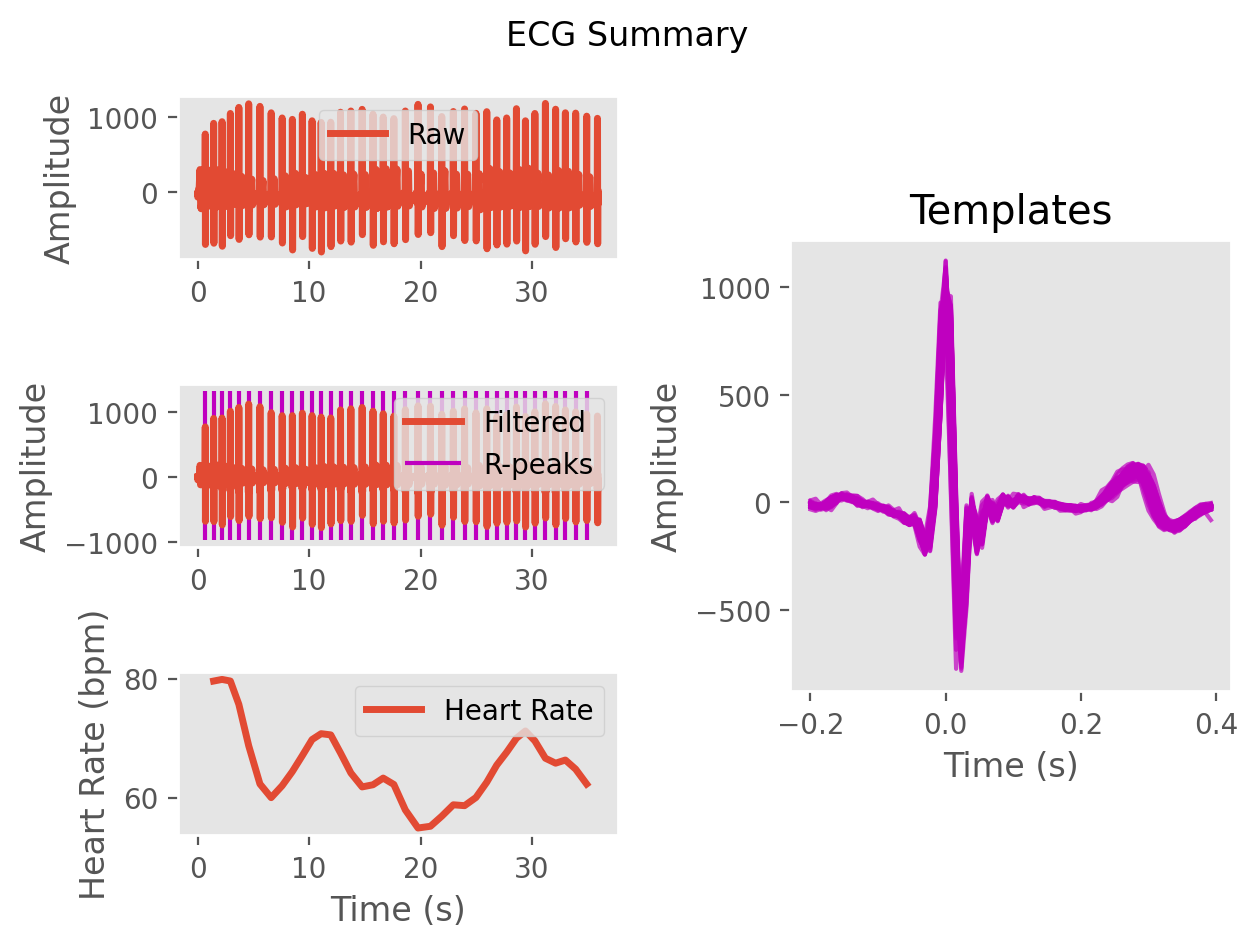 ECG Summary
Amplitude
1000
0
Raw
0 10 20 30
Amplitude
1000
0
−1000
Filtered
R-peaks
0 10 20 30
Heart Rate (bpm)
80
60
Heart Rate
0 10 20 30
Time (s)
Templates
Amplitude
1000
500
0
−500
−0.2 0.0 0.2 0.4
Time (s)